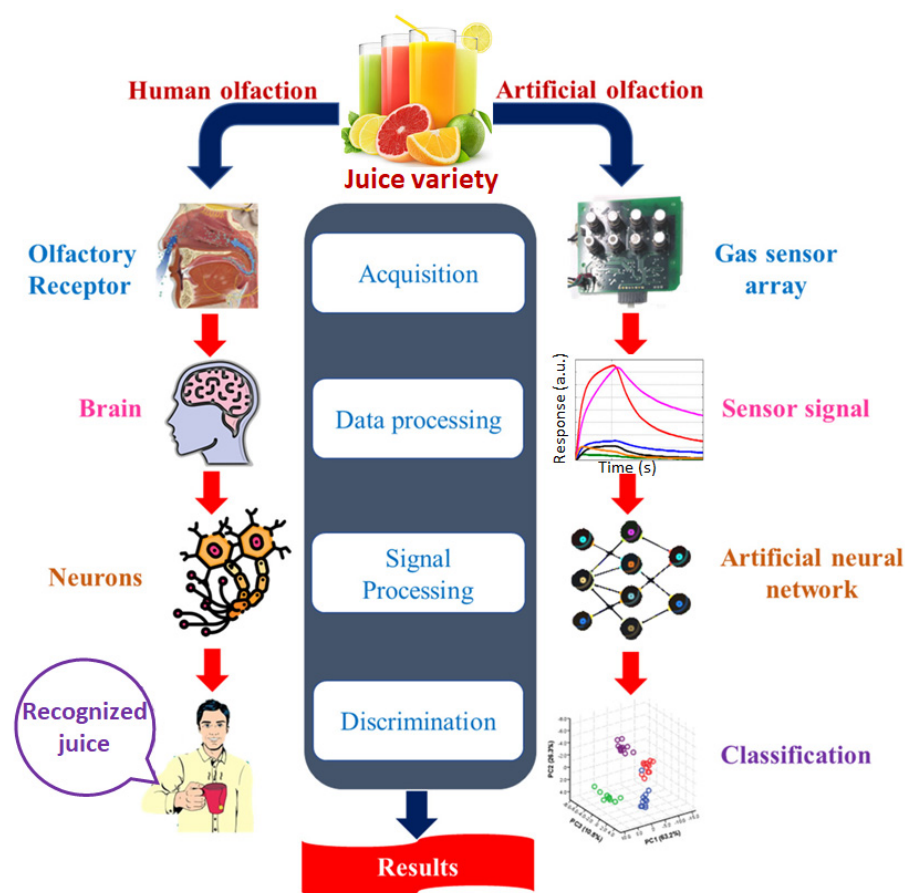 Human olfaction
Artificial olfaction
Juice variety
Olfactory
Receptor
Acquisition
Gas sensor
array
Brain
Data processing
Response (a.u.)
Time (s)
Sensor signal
Neurons
Signal
Processing
Artificial neural
network
Recognized
juice
Discrimination
Classification
Results